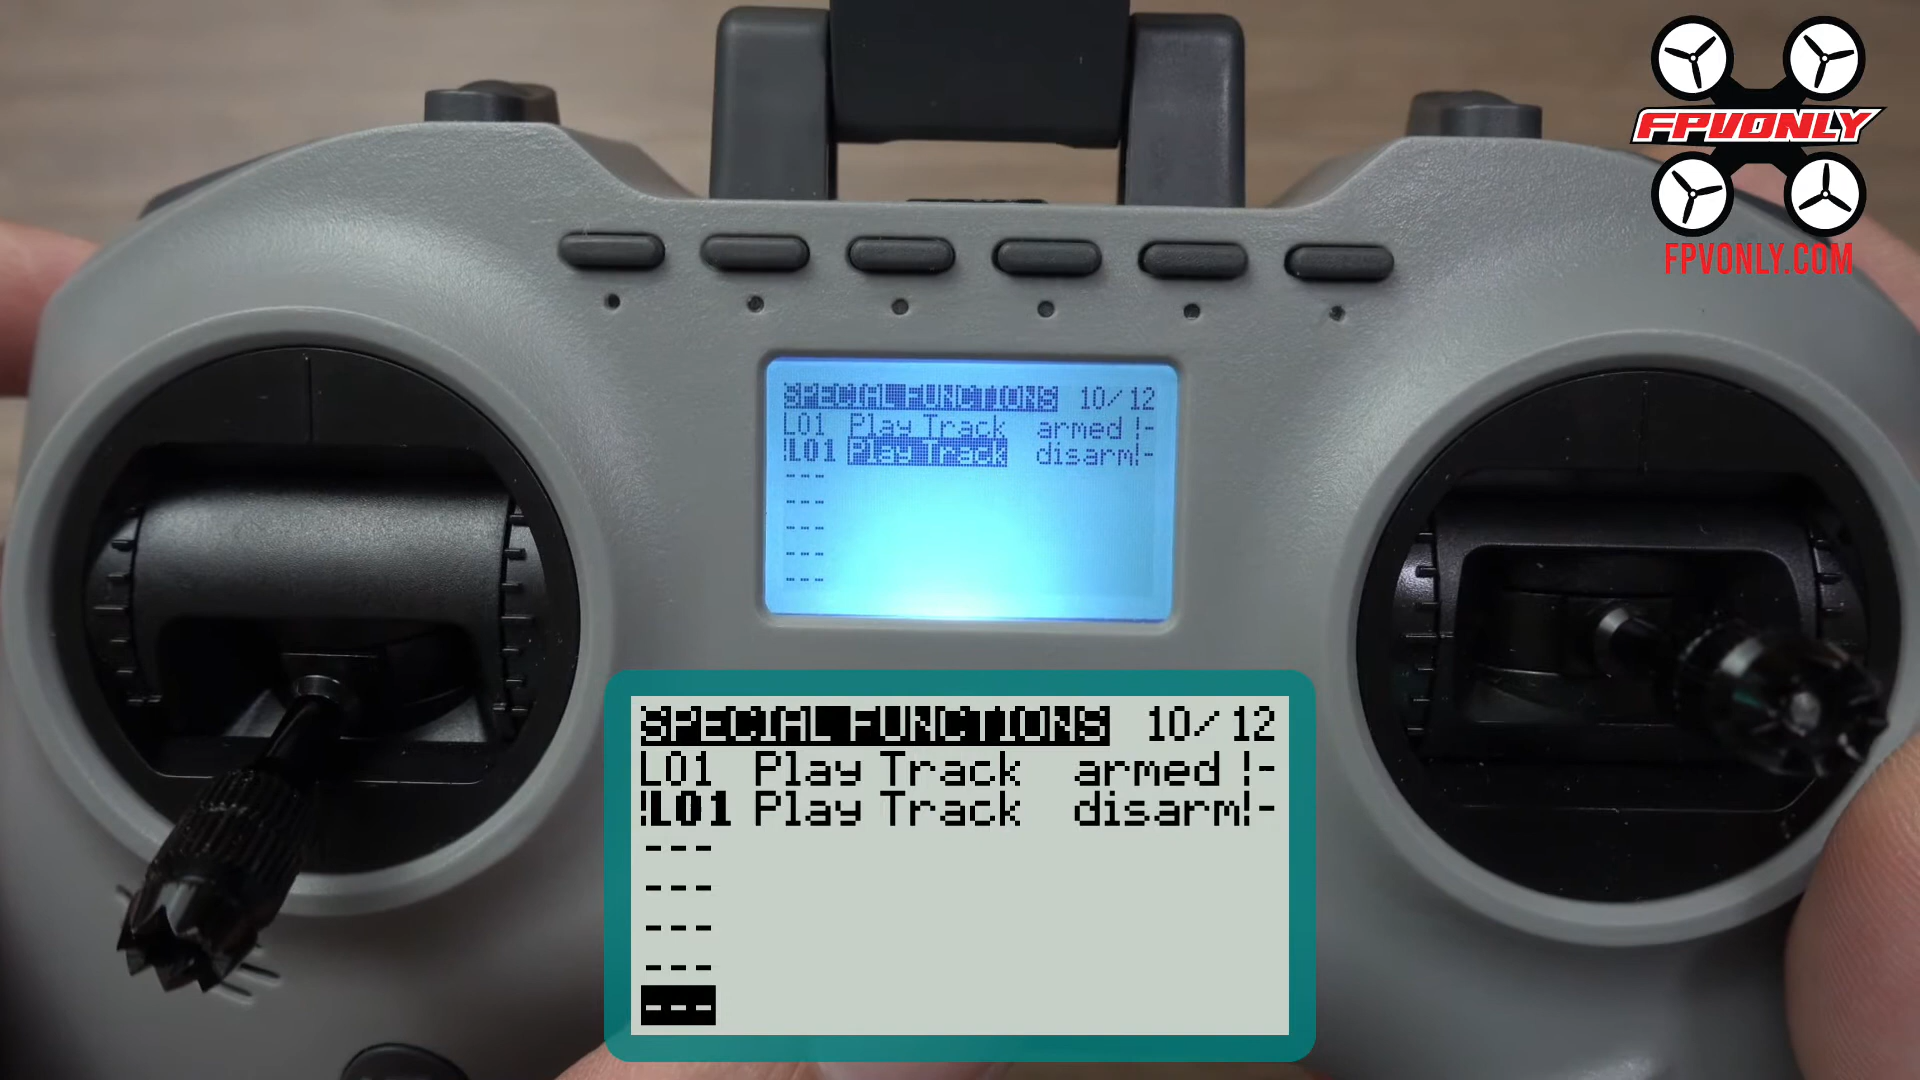 FPVONLY
FPVONLY.COM
SPECIAL FUNCTIONS 10/12
L01 Play Track armed !-
!L01 Play Track disarm!-
---
---
---
---
---
SPECIAL FUNCTIONS 10/12
L01 Play Track armed !-
!L01 Play Track disarm!-
---
---
---
---
---